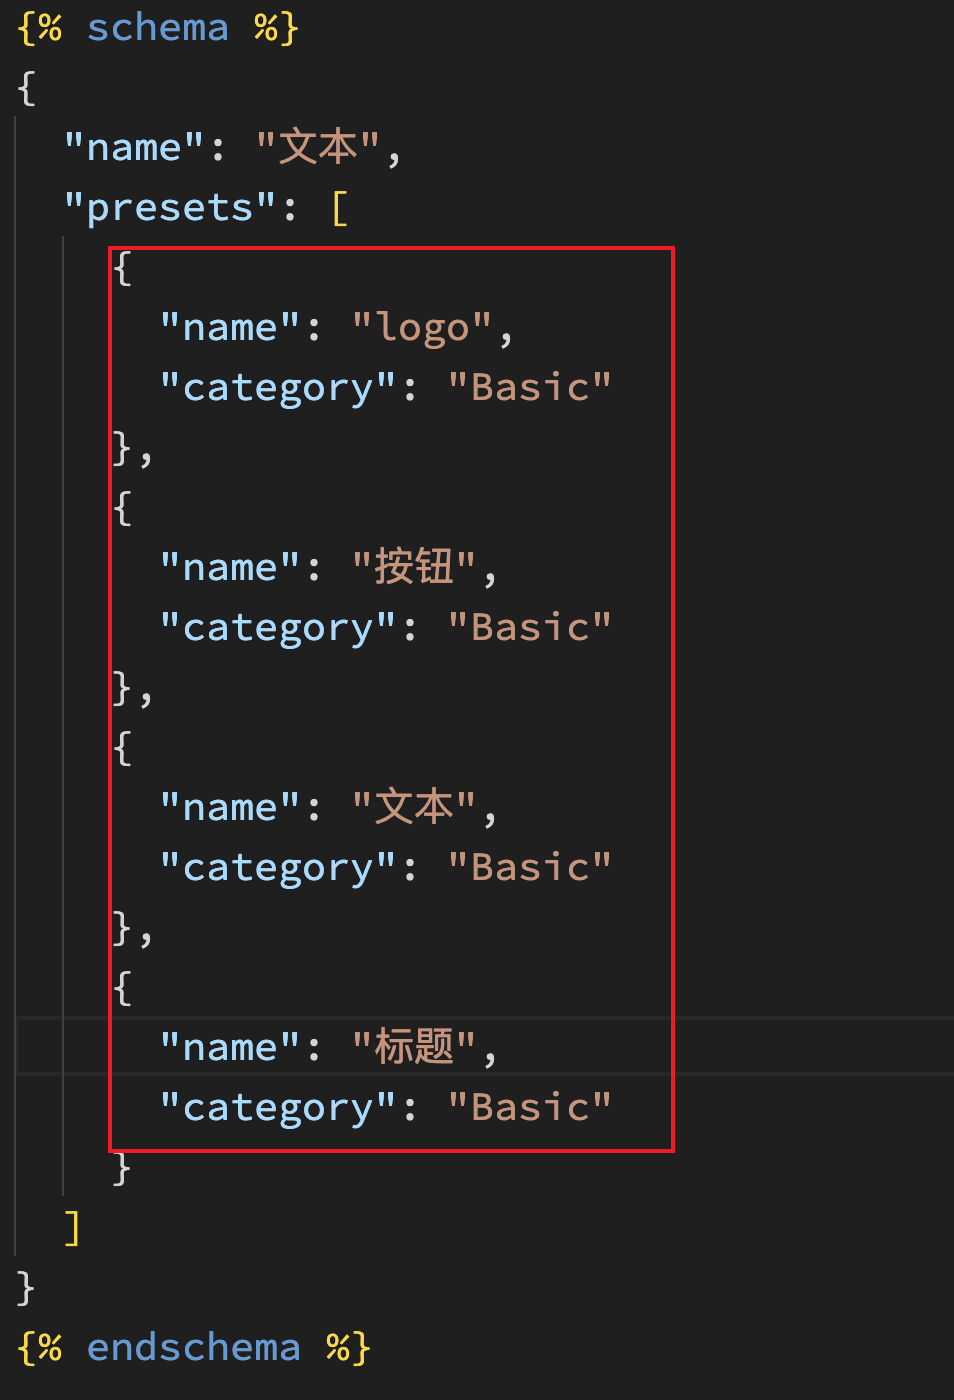 {% schema %}
{
  "name": "文本",
  "presets": [
    {
      "name": "logo",
      "category": "Basic"
    },
    {
      "name": "按钮",
      "category": "Basic"
    },
    {
      "name": "文本",
      "category": "Basic"
    },
    {
      "name": "标题",
      "category": "Basic"
    }
  ]
}
{% endschema %}